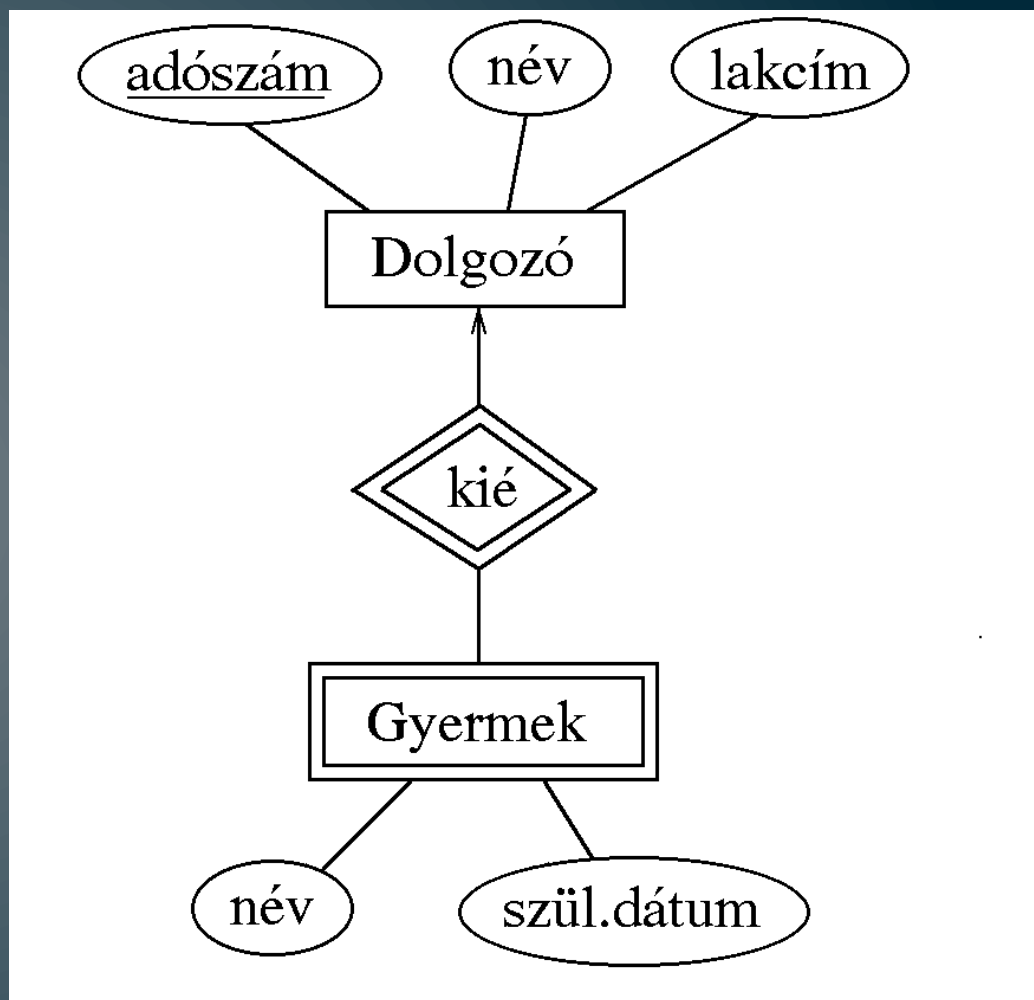 adószám
név
lakcím
Dolgozó
kié
Gyermek
név
szül.dátum